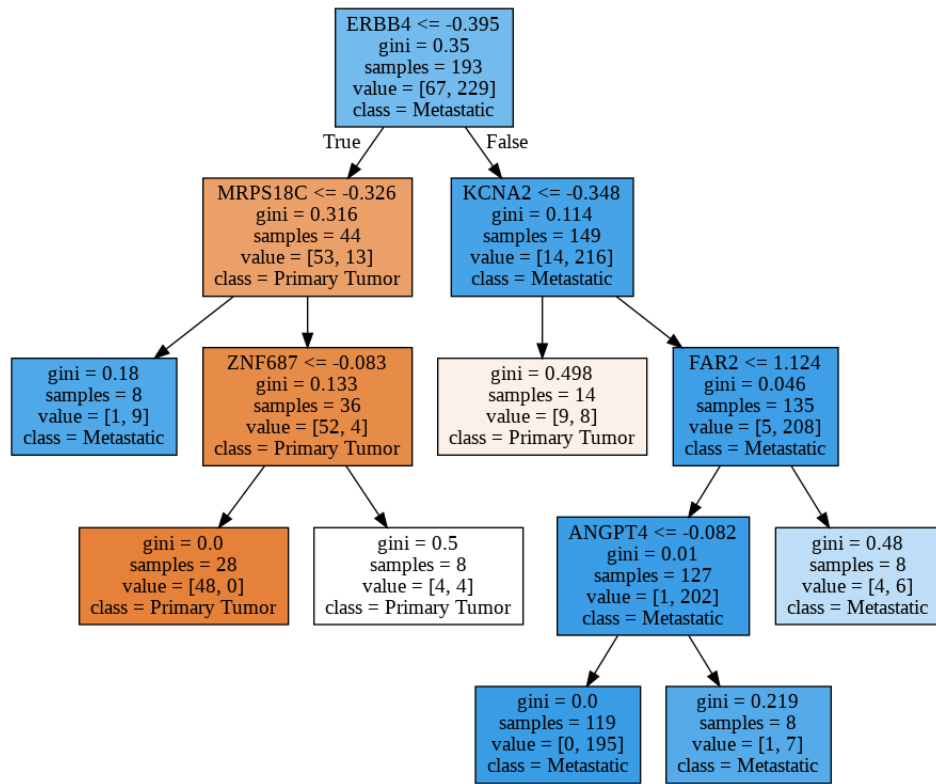 ERBB4 <= -0.395
gini = 0.35
samples = 193
value = [67, 229]
class = Metastatic
True
False
MRPS18C <= -0.326
gini = 0.316
samples = 44
value = [53, 13]
class = Primary Tumor
KCNA2 <= -0.348
gini = 0.114
samples = 149
value = [14, 216]
class = Metastatic
gini = 0.18
samples = 8
value = [1, 9]
class = Metastatic
ZNF687 <= -0.083
gini = 0.133
samples = 36
value = [52, 4]
class = Primary Tumor
gini = 0.498
samples = 14
value = [9, 8]
class = Primary Tumor
FAR2 <= 1.124
gini = 0.046
samples = 135
value = [5, 208]
class = Metastatic
gini = 0.0
samples = 28
value = [48, 0]
class = Primary Tumor
gini = 0.5
samples = 8
value = [4, 4]
class = Primary Tumor
ANGPT4 <= -0.082
gini = 0.01
samples = 127
value = [1, 202]
class = Metastatic
gini = 0.48
samples = 8
value = [4, 6]
class = Metastatic
gini = 0.0
samples = 119
value = [0, 195]
class = Metastatic
gini = 0.219
samples = 8
value = [1, 7]
class = Metastatic